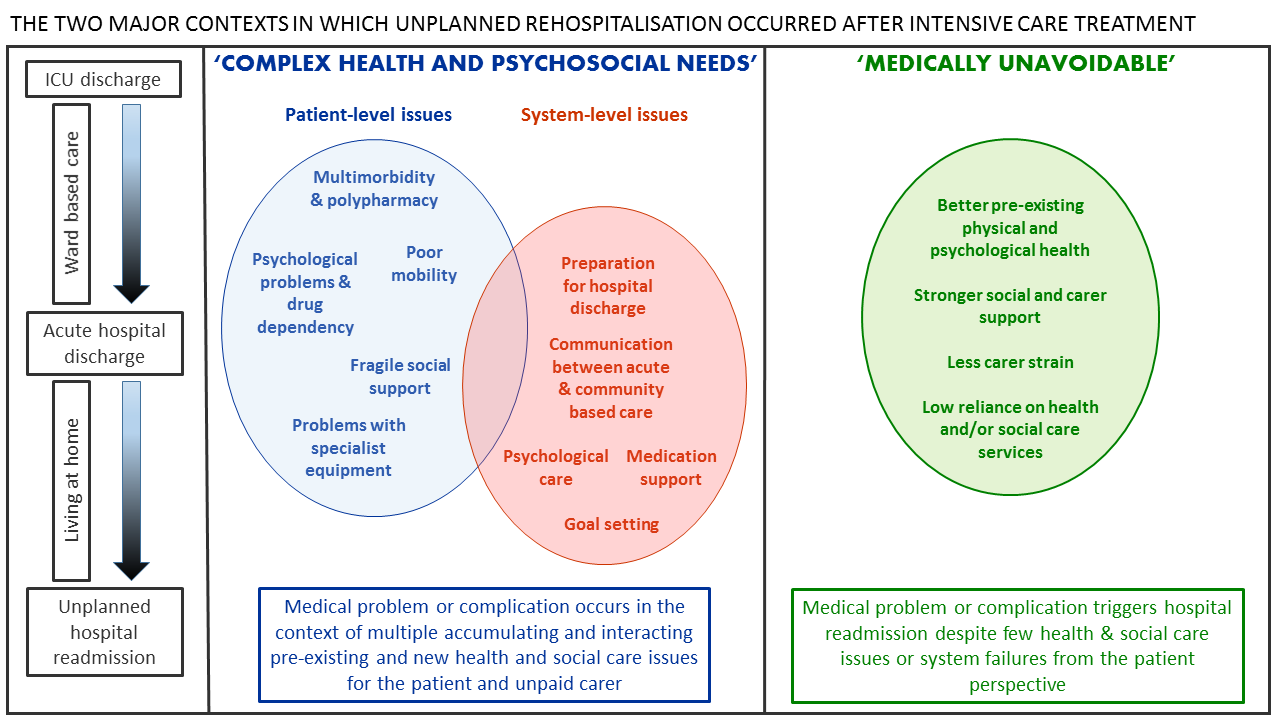 THE TWO MAJOR CONTEXTS IN WHICH UNPLANNED REHOSPITALISATION OCCURRED AFTER INTENSIVE CARE TREATMENT
ICU discharge
Ward based care
Acute hospital
discharge
Living at home
Unplanned
hospital
readmission
‘COMPLEX HEALTH AND PSYCHOSOCIAL NEEDS’
Patient-level issues
Multimorbidity
& polypharmacy
Psychological
problems &
drug
dependency
Poor
mobility
Fragile social
support
Problems with
specialist
equipment
System-level issues
Preparation
for hospital
discharge
Communication
between acute
& community
based care
Psychological
care
Medication
support
Goal setting
Medical problem or complication occurs in the
context of multiple accumulating and interacting
pre-existing and new health and social care issues
for the patient and unpaid carer
‘MEDICALLY UNAVOIDABLE’
Better pre-existing
physical and
psychological health
Stronger social and carer
support
Less carer strain
Low reliance on health
and/or social care
services
Medical problem or complication triggers hospital
readmission despite few health & social care
issues or system failures from the patient
perspective